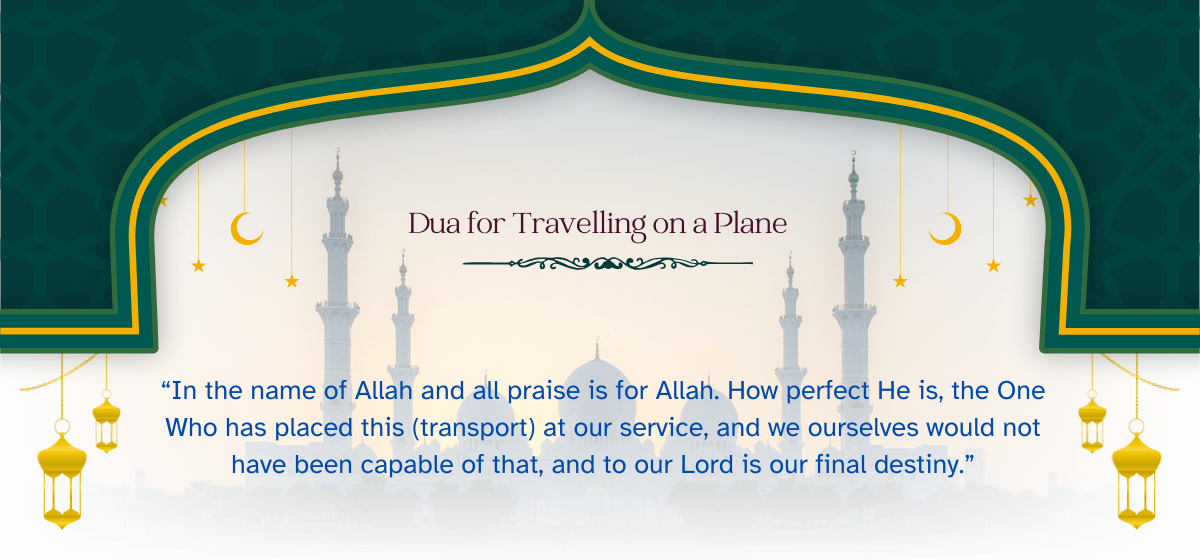 Dua for Travelling on a Plane
“In the name of Allah and all praise is for Allah. How perfect He is, the One
Who has placed this (transport) at our service, and we ourselves would not
have been capable of that, and to our Lord is our final destiny.”